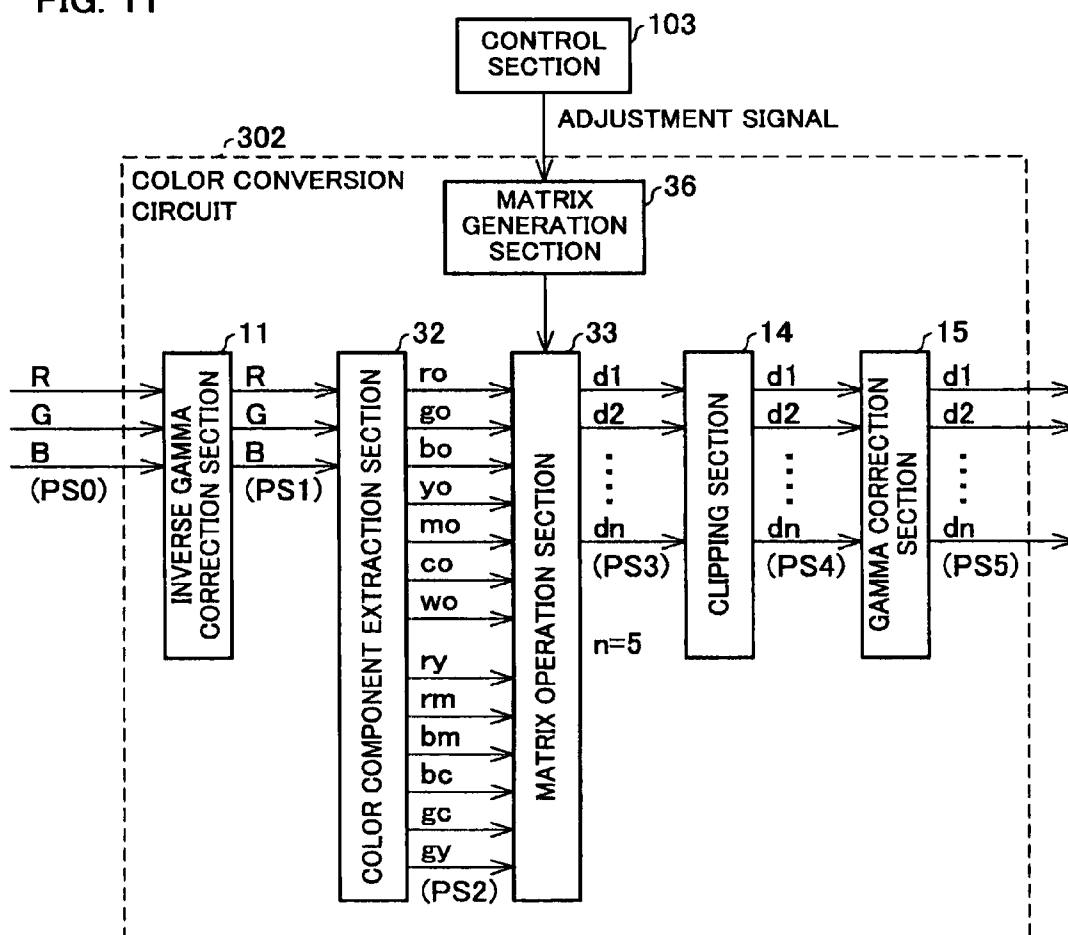 FIG. 11
CONTROL
SECTION
103
ADJUSTMENT SIGNAL
302
COLOR CONVERSION
CIRCUIT
MATRIX
GENERATION
SECTION
36
11
INVERSE GAMMA
CORRECTION SECTION
32
COLOR COMPONENT EXTRACTION SECTION
33
MATRIX OPERATION SECTION
14
CLIPPING SECTION
15
GAMMA CORRECTION
SECTION
R
G
B
(PS0)
R
G
B
(PS1)
ro
go
bo
yo
mo
co
wo
ry
rm
bm
bc
gc
gy
(PS2)
d1
d2
dn
(PS3)
n=5
d1
d2
dn
(PS4)
d1
d2
dn
(PS5)